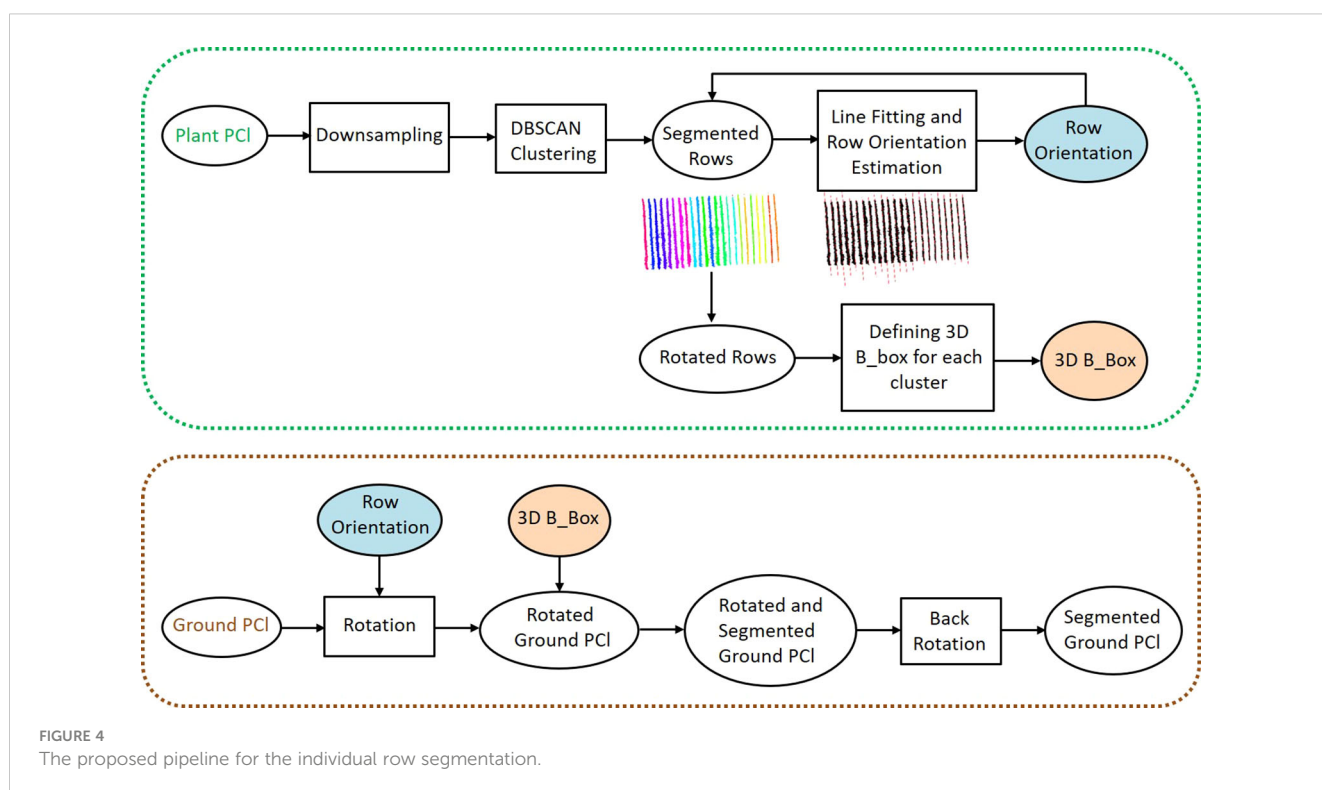 Plant PCl
Downsampling
DBSCAN
Clustering
Segmented
Rows
Line Fitting and
Row Orientation
Estimation
Row
Orientation
Rotated Rows
Defining 3D
B_box for each
cluster
3D B_Box
Row
Orientation
3D B_Box
Ground PCl
Rotation
Rotated
Ground PCl
Rotated and
Segmented
Ground PCl
Back
Rotation
Segmented
Ground PCl
FIGURE 4
The proposed pipeline for the individual row segmentation.